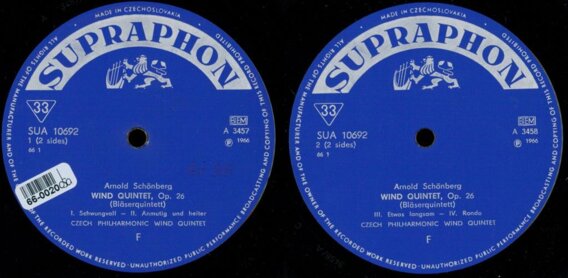 MADE IN CZECHOSLOVAKIA
ALL RIGHTS OF THE MANUFACTURER AND OF THE OWNER OF THE RECORDED WORK RESERVED · UNAUTHORIZED PUBLIC PERFORMANCE BROADCASTING AND COPYING OF THIS RECORD PROHIBITED
SUPRAPHON
33
SUA 10692
1 (2 sides)
66 1
A 3457
℗ 1966
66-0020
Arnold Schönberg
WIND QUINTET, Op. 26
(Bläserquintett)
I. Schwungvoll – II. Anmutig und heiter
CZECH PHILHARMONIC WIND QUINTET
F
MADE IN CZECHOSLOVAKIA
ALL RIGHTS OF THE MANUFACTURER AND OF THE OWNER OF THE RECORDED WORK RESERVED · UNAUTHORIZED PUBLIC PERFORMANCE BROADCASTING AND COPYING OF THIS RECORD PROHIBITED
SUPRAPHON
33
SUA 10692
2 (2 sides)
66 1
A 3458
℗ 1966
Arnold Schönberg
WIND QUINTET, Op. 26
(Bläserquintett)
III. Etwas langsam – IV. Rondo
CZECH PHILHARMONIC WIND QUINTET
F